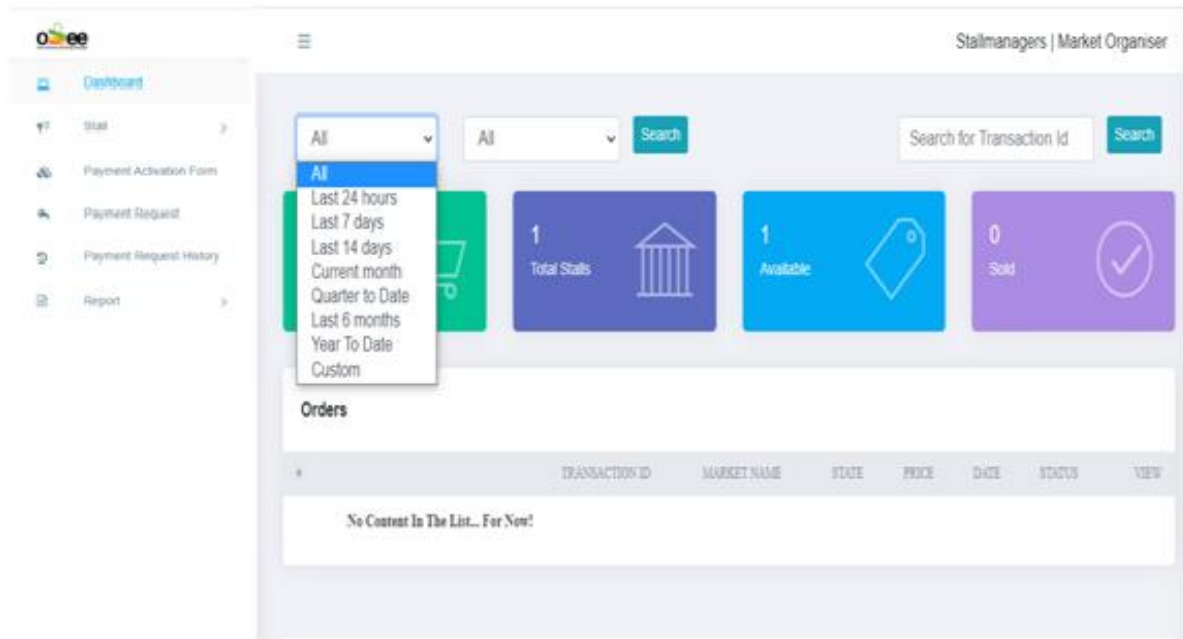 Stallmanagers | Market Organiser
Dashboard
Stall
Payment Activation Form
Payment Request
Payment Request History
Report
All
All
Search
Search for Transaction Id
Search
All
Last 24 hours
Last 7 days
Last 14 days
Current month
Quarter to Date
Last 6 months
Year To Date
Custom
1
Total Stalls
1
Available
0
Sold
Orders
# TRANSACTION ID MARKET NAME STATE PRICE DATE STATUS VIEW
No Content In The List... For Now!